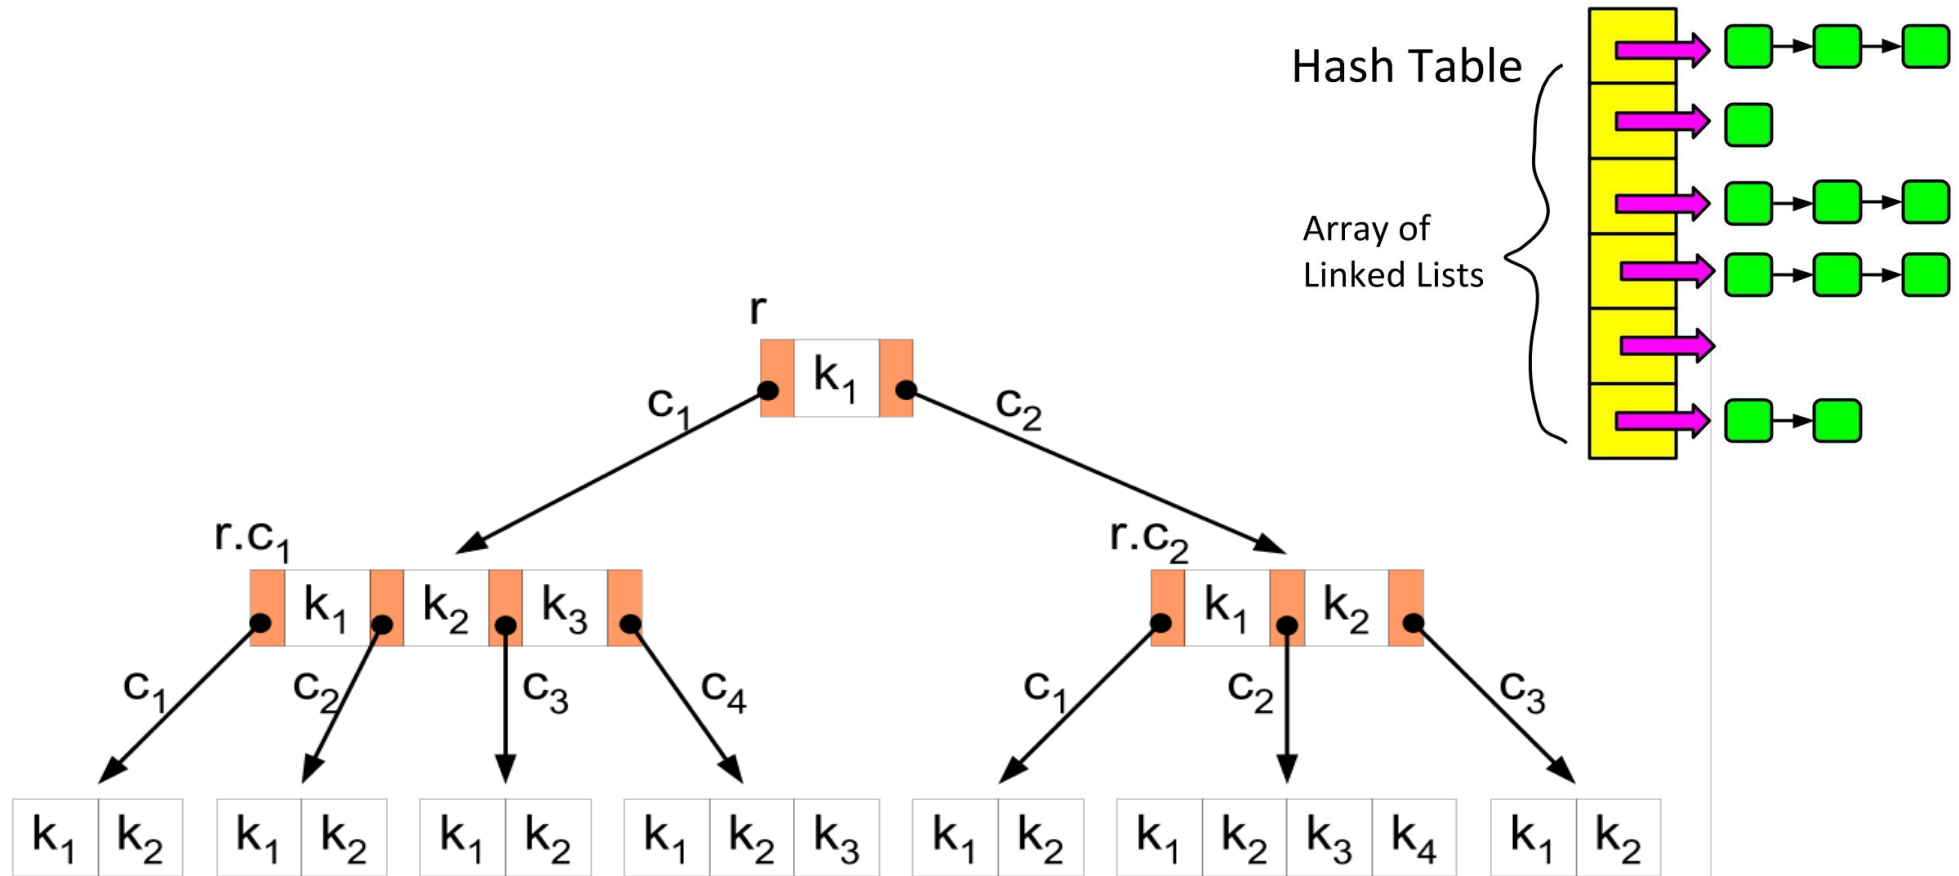 Hash Table
Array of
Linked Lists
r
k₁
c₁ c₂
r.c₁ r.c₂
k₁ k₂ k₃ k₁ k₂
c₁ c₂ c₃ c₄ c₁ c₂ c₃
k₁ k₂ k₁ k₂ k₁ k₂ k₁ k₂ k₃ k₁ k₂ k₁ k₂ k₃ k₄ k₁ k₂